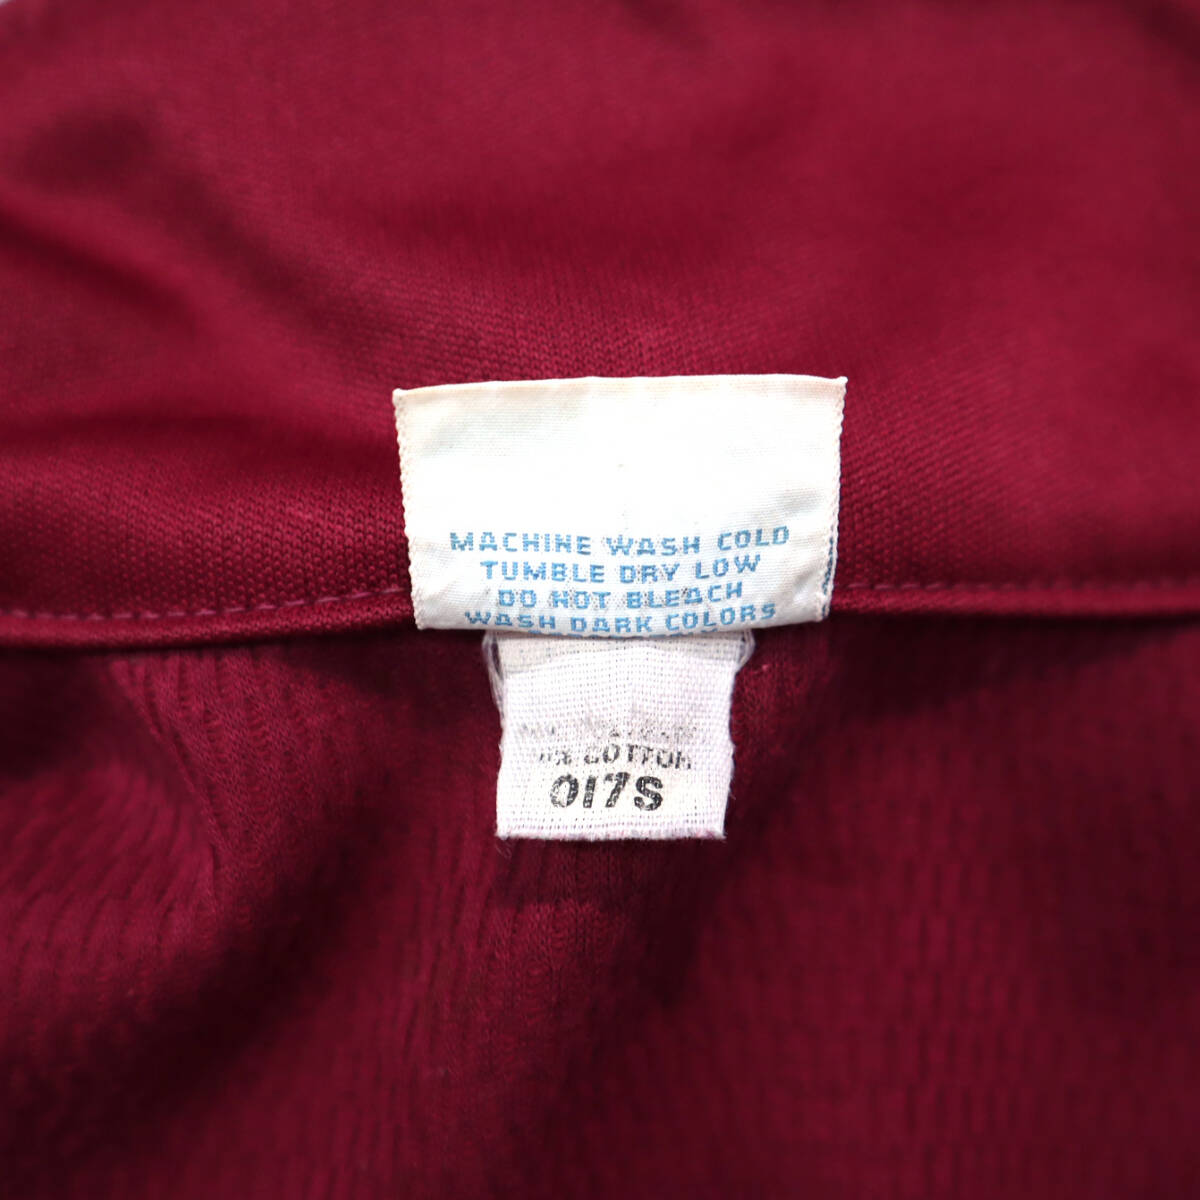 MACHINE WASH COLD
TUMBLE DRY LOW
DO NOT BLEACH
WASH DARK COLORS
COTTON
017S